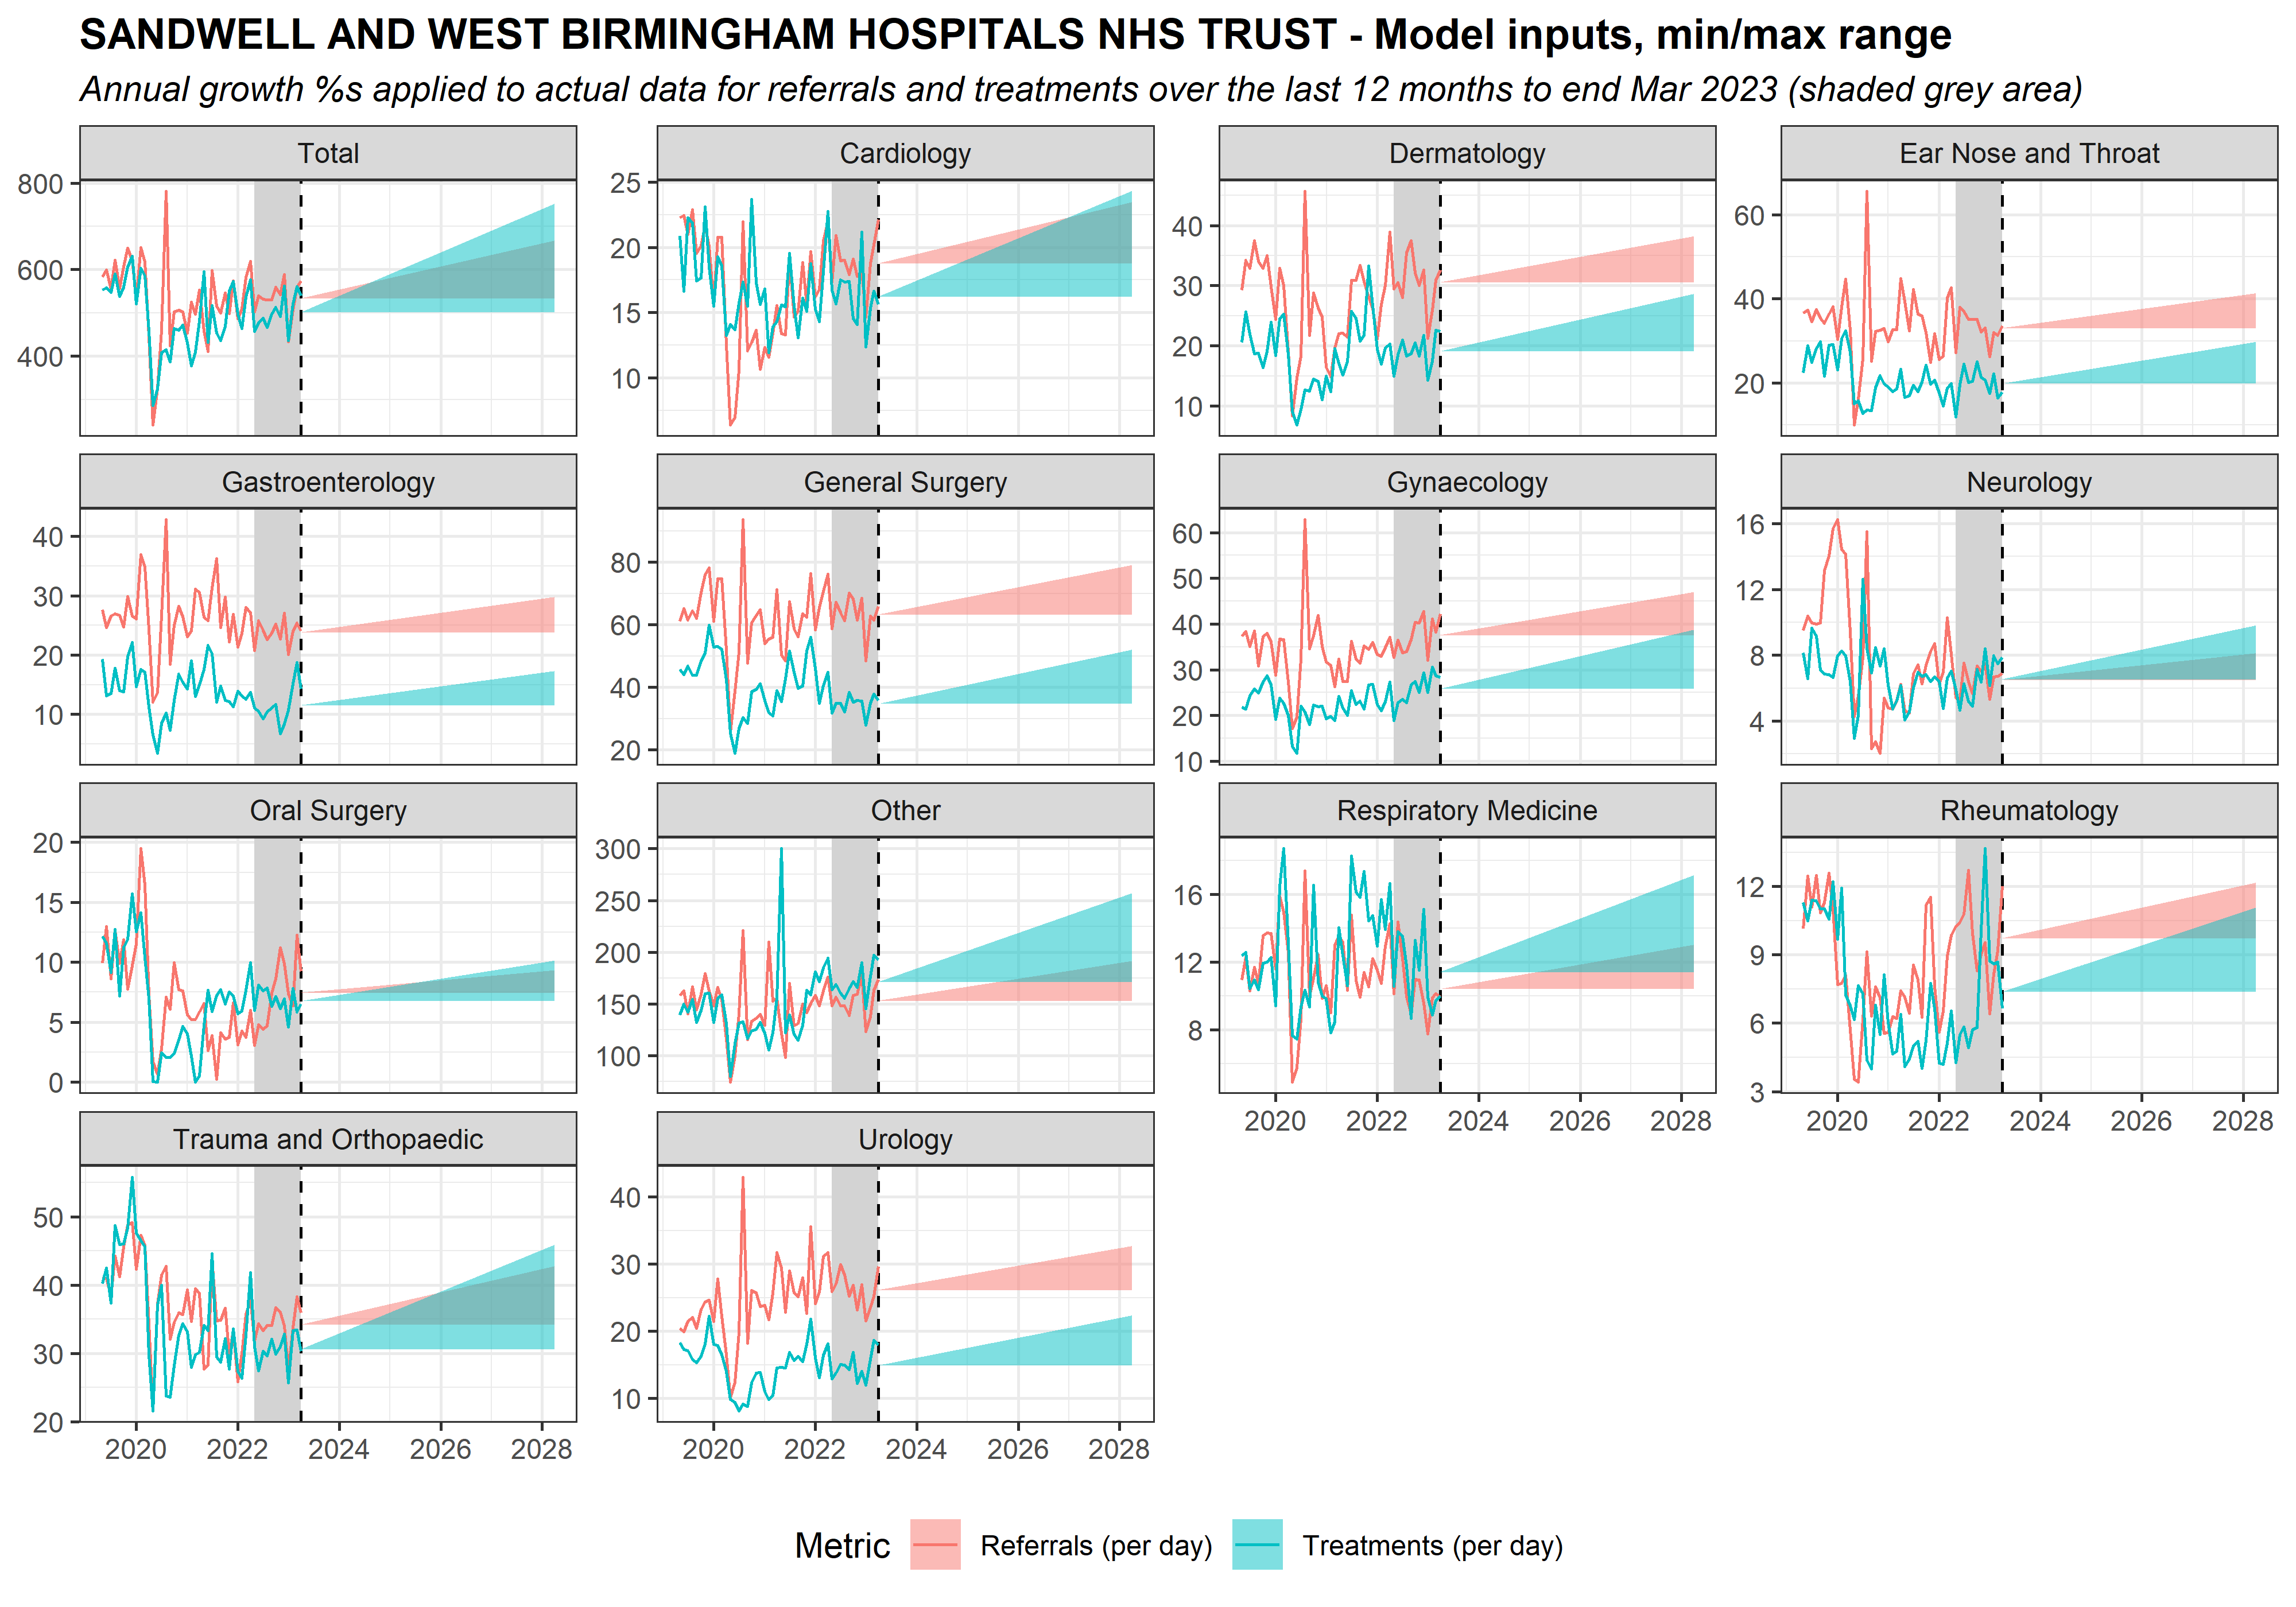 SANDWELL AND WEST BIRMINGHAM HOSPITALS NHS TRUST - Model inputs, min/max range
Annual growth %s applied to actual data for referrals and treatments over the last 12 months to end Mar 2023 (shaded grey area)
Total
800
600
400
Cardiology
25
20
15
10
Dermatology
40
30
20
10
Ear Nose and Throat
60
40
20
Gastroenterology
40
30
20
10
General Surgery
80
60
40
20
Gynaecology
60
50
40
30
20
10
Neurology
16
12
8
4
Oral Surgery
20
15
10
5
0
Other
300
250
200
150
100
Respiratory Medicine
16
12
8
2020 2022 2024 2026 2028
Rheumatology
12
9
6
3
2020 2022 2024 2026 2028
Trauma and Orthopaedic
50
40
30
20
2020 2022 2024 2026 2028
Urology
40
30
20
10
2020 2022 2024 2026 2028
Metric Referrals (per day) Treatments (per day)